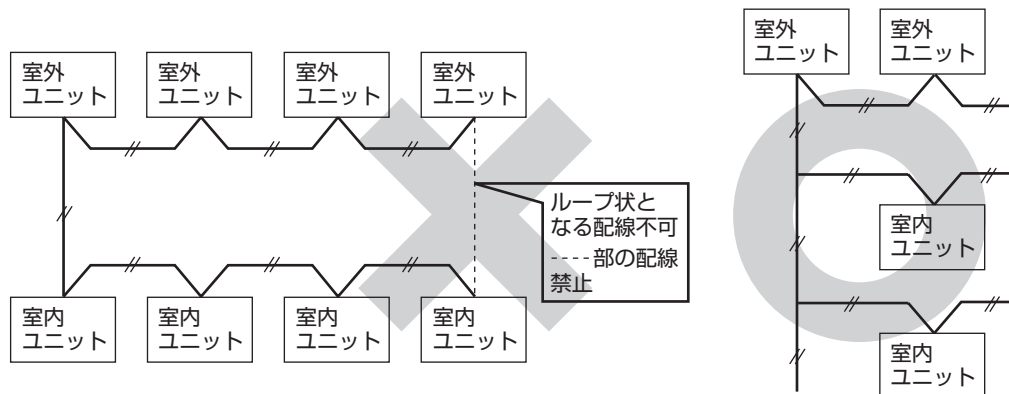 室外
ユニット
室外
ユニット
室外
ユニット
室外
ユニット
ループ状と
なる配線不可
-----部の配線
禁止
室内
ユニット
室内
ユニット
室内
ユニット
室内
ユニット
室外
ユニット
室外
ユニット
室内
ユニット
室内
ユニット